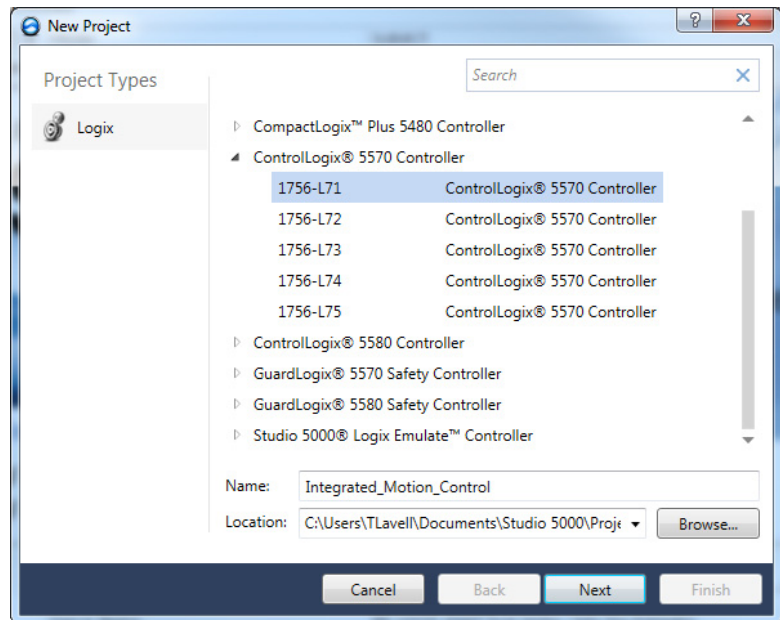 New Project
?
X
Project Types
Logix
Search
CompactLogix™ Plus 5480 Controller
ControlLogix® 5570 Controller
1756-L71 ControlLogix® 5570 Controller
1756-L72 ControlLogix® 5570 Controller
1756-L73 ControlLogix® 5570 Controller
1756-L74 ControlLogix® 5570 Controller
1756-L75 ControlLogix® 5570 Controller
ControlLogix® 5580 Controller
GuardLogix® 5570 Safety Controller
GuardLogix® 5580 Safety Controller
Studio 5000® Logix Emulate™ Controller
Name: Integrated_Motion_Control
Location: C:\Users\TLavell\Documents\Studio 5000\Proje Browse...
Cancel Back Next Finish